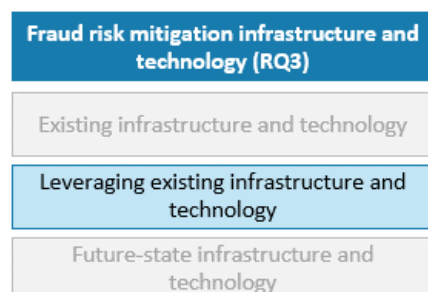 Fraud risk mitigation infrastructure and
technology (RQ3)
Existing infrastructure and technology
Leveraging existing infrastructure and
technology
Future-state infrastructure and
technology